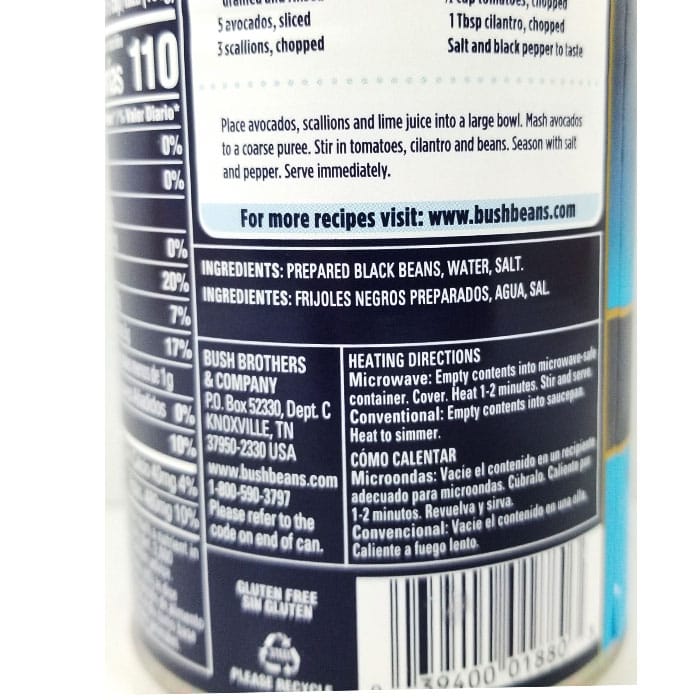 5 avocados, sliced
3 scallions, chopped
1 Tbsp cilantro, chopped
Salt and black pepper to taste
Place avocados, scallions and lime juice into a large bowl. Mash avocados
to a coarse puree. Stir in tomatoes, cilantro and beans. Season with salt
and pepper. Serve immediately.
For more recipes visit: www.bushbeans.com
110
Valor Diario*
0%
0%
0%
20%
7%
17%
0%
10%
INGREDIENTS: PREPARED BLACK BEANS, WATER, SALT.
INGREDIENTES: FRIJOLES NEGROS PREPARADOS, AGUA, SAL.
BUSH BROTHERS
& COMPANY
P.O. Box 52330, Dept. C
KNOXVILLE, TN
37950-2330 USA
www.bushbeans.com
1-800-590-3797
Please refer to the
code on end of can.
HEATING DIRECTIONS
Microwave: Empty contents into microwave-safe
container. Cover. Heat 1-2 minutes. Stir and serve.
Conventional: Empty contents into saucepan.
Heat to simmer.
CÓMO CALENTAR
Microondas: Vacíe el contenido en un recipiente
adecuado para microondas. Cúbralo. Caliente por
1-2 minutos. Revuelva y sirva.
Convencional: Vacíe el contenido en una olla.
Caliente a fuego lento.
GLUTEN FREE
SIN GLUTEN
PLEASE RECYCLE
39400 01880